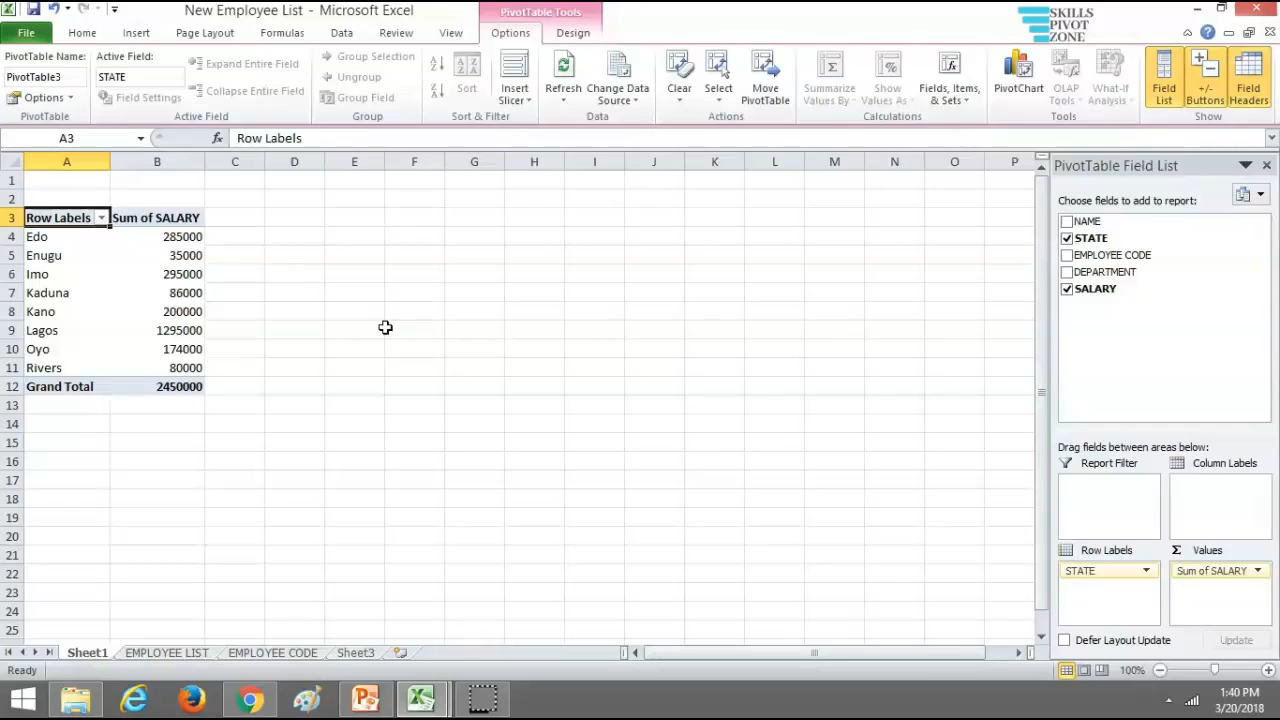 New Employee List - Microsoft Excel
PivotTable Tools
SKILLS
PIVOT
ZONE
File Home Insert Page Layout Formulas Data Review View Options Design
PivotTable Name:
PivotTable3
Options
PivotTable
Active Field:
STATE
Field Settings
Expand Entire Field
Collapse Entire Field
Active Field
Group Selection
Ungroup
Group Field
Group
Sort
Insert
Slicer
Sort & Filter
Refresh
Change Data
Source
Data
Clear
Select
Move
PivotTable
Actions
Summarize
Values By
Show
Values As
Fields, Items,
& Sets
Calculations
PivotChart
OLAP
Tools
What-If
Analysis
Tools
Field
List
+/-
Buttons
Field
Headers
Show
A3 fx Row Labels
A B C D E F G H I J K L M N O P
1
2
3 Row Labels Sum of SALARY
4 Edo 285000
5 Enugu 35000
6 Imo 295000
7 Kaduna 86000
8 Kano 200000
9 Lagos 1295000
10 Oyo 174000
11 Rivers 80000
12 Grand Total 2450000
13
14
15
16
17
18
19
20
21
22
23
24
25
PivotTable Field List
Choose fields to add to report:
NAME
STATE
EMPLOYEE CODE
DEPARTMENT
SALARY
Drag fields between areas below:
Report Filter
Column Labels
Row Labels
Σ Values
STATE
Sum of SALARY
Defer Layout Update
Update
Sheet1 EMPLOYEE LIST EMPLOYEE CODE Sheet3
Ready
100%
1:40 PM
3/20/2018